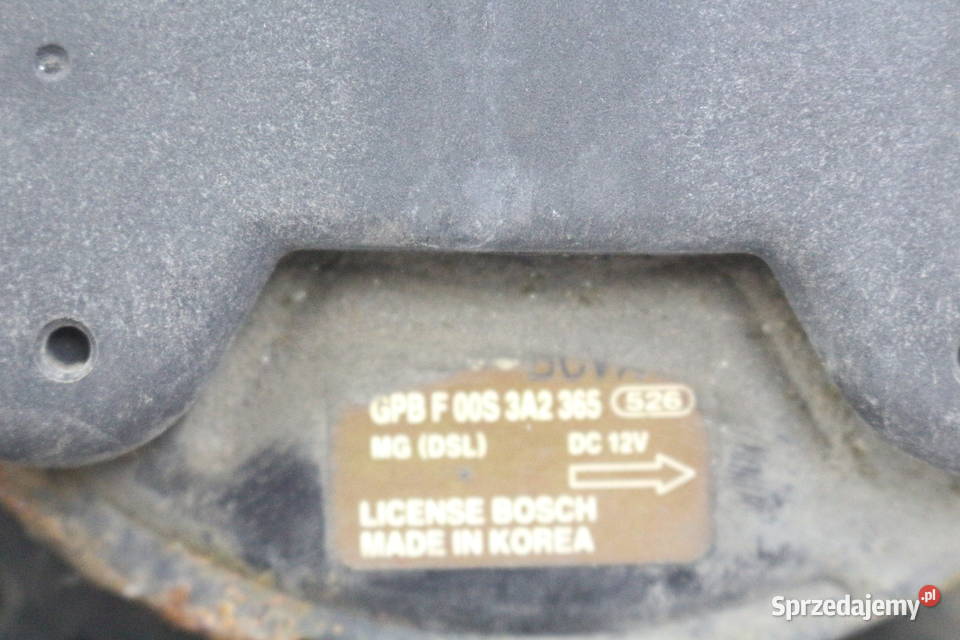 GPB F 00S 3A2 365 526
MG (DSL) DC 12V
LICENSE BOSCH
MADE IN KOREA
Sprzedajemy.pl